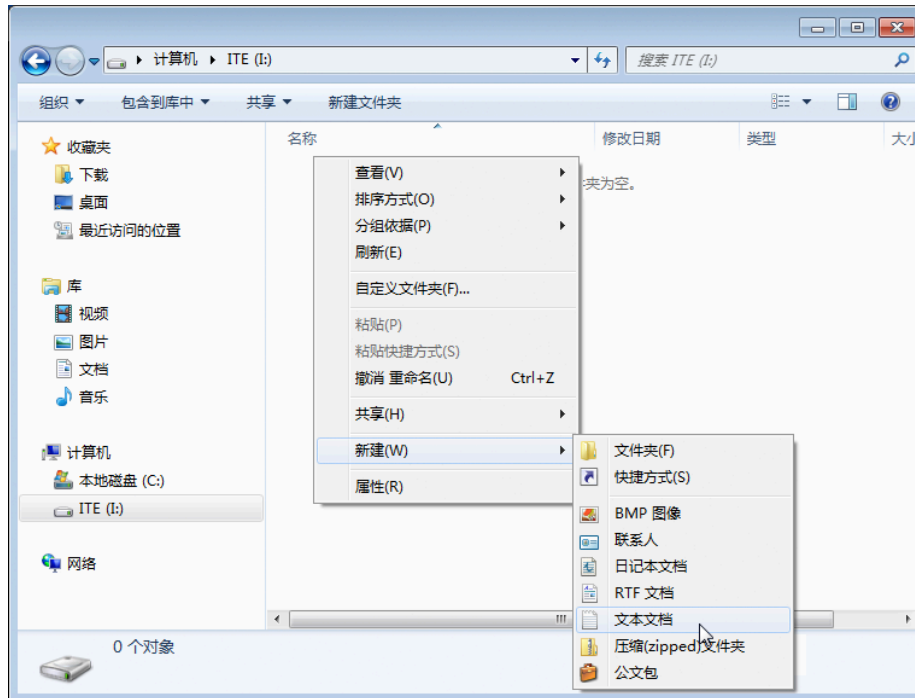 计算机 ITE (I:)
搜索 ITE (I:)
组织 包含到库中 共享 新建文件夹
名称 修改日期 类型
收藏夹
下载
桌面
最近访问的位置
库
视频
图片
文档
音乐
计算机
本地磁盘 (C:)
ITE (I:)
网络
夹为空。
查看(V)
排序方式(O)
分组依据(P)
刷新(E)
自定义文件夹(F)...
粘贴(P)
粘贴快捷方式(S)
撤消 重命名(U) Ctrl+Z
共享(H)
新建(W)
属性(R)
文件夹(F)
快捷方式(S)
BMP 图像
联系人
日记本文档
RTF 文档
文本文档
压缩(zipped)文件夹
公文包
0 个对象